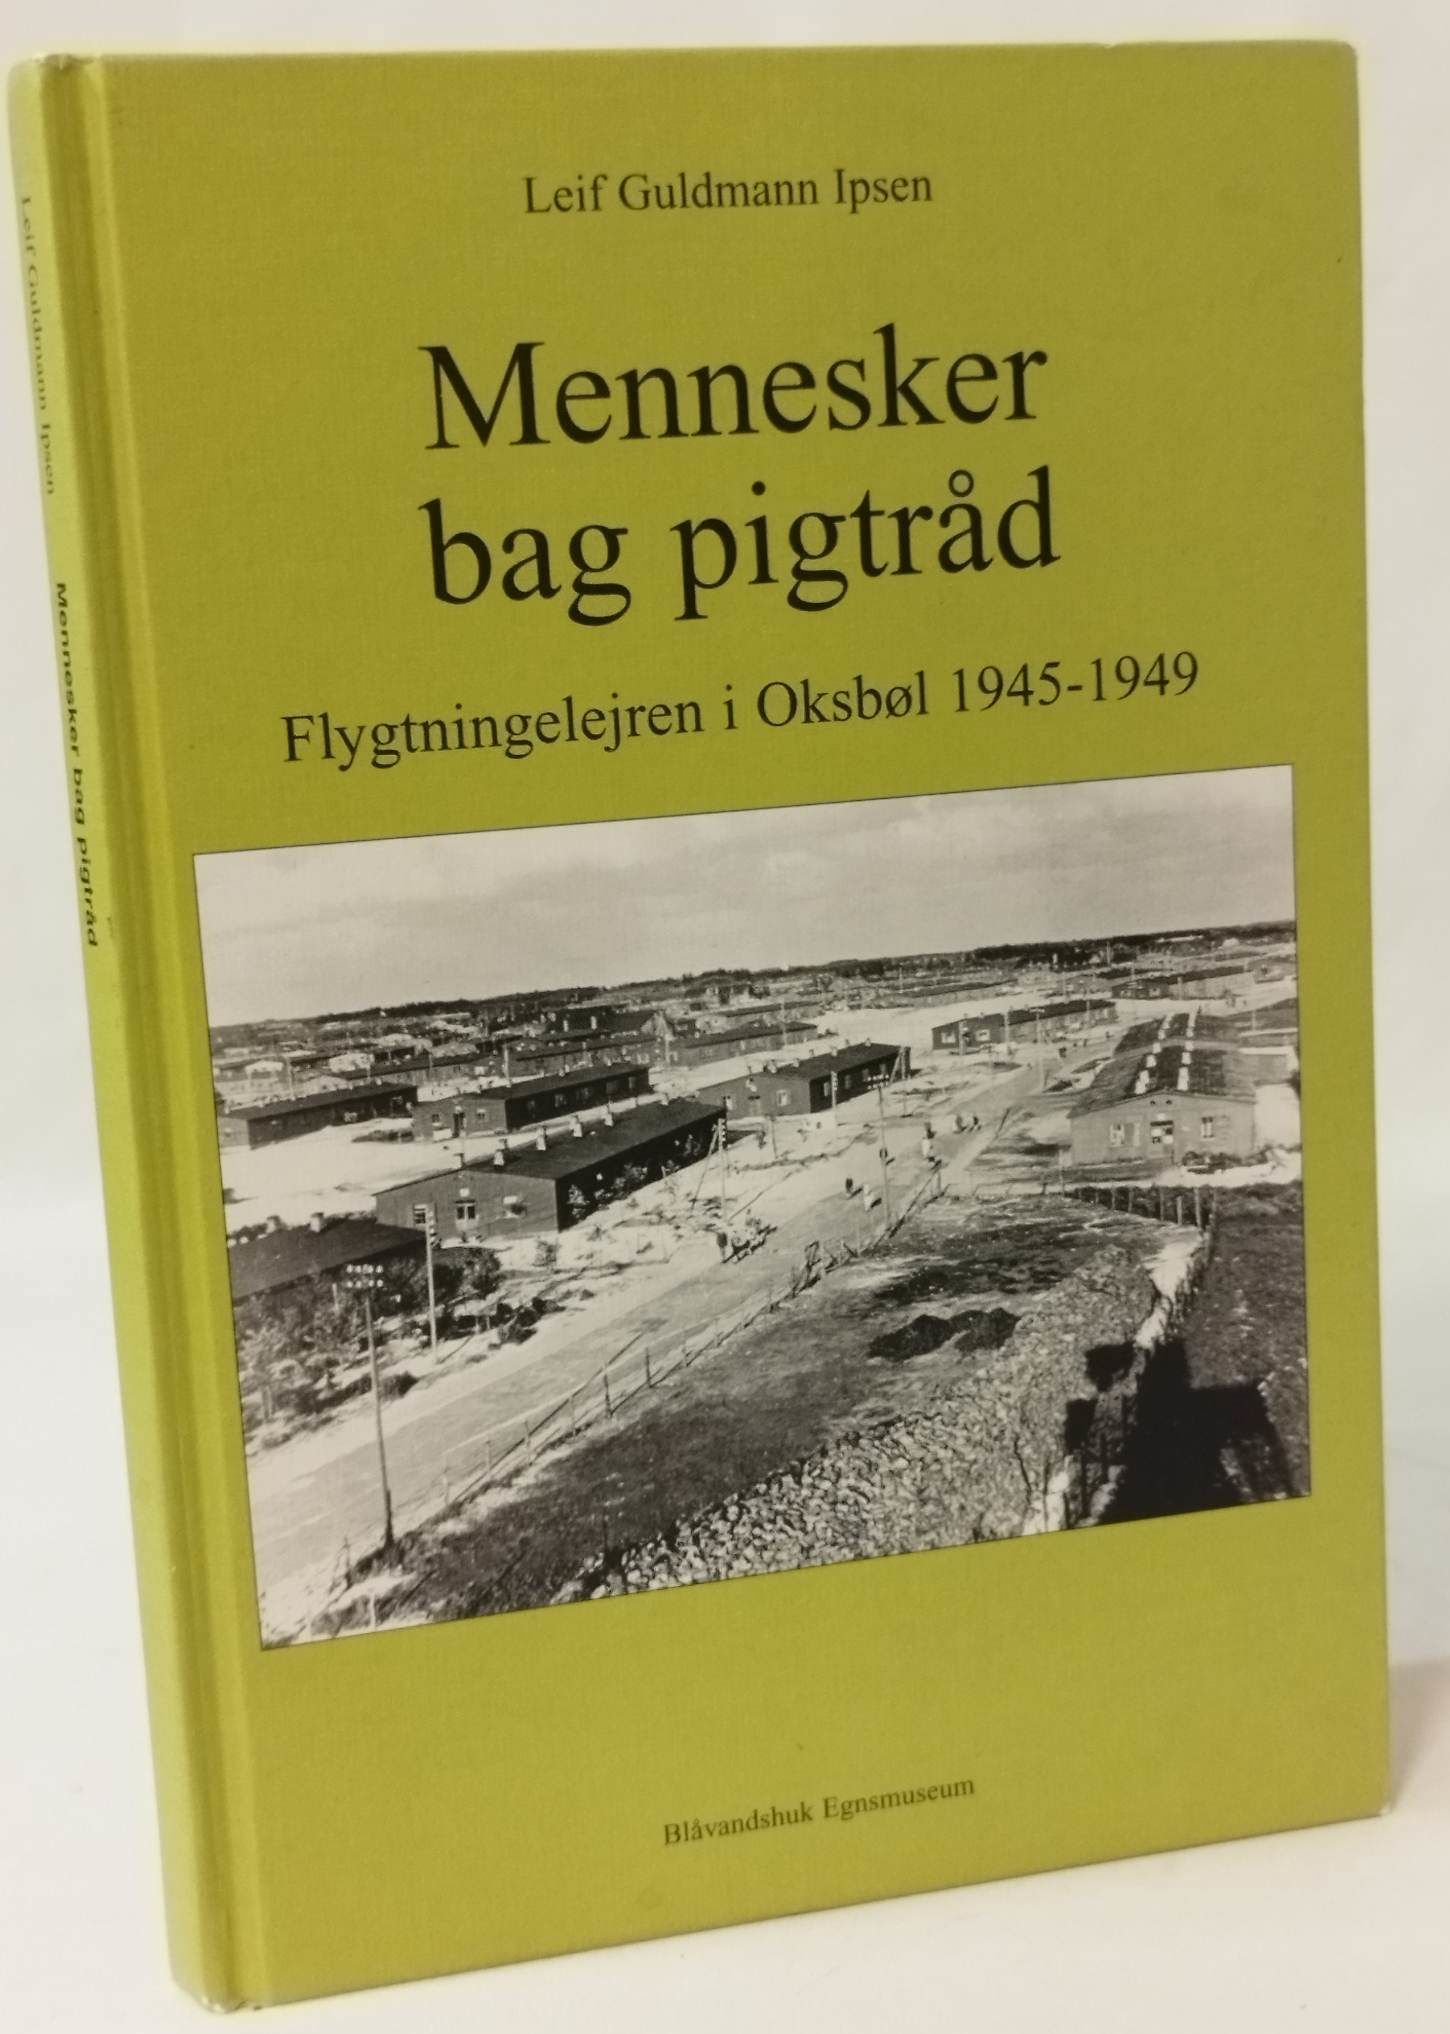 Leif Guldmann Ipsen
Mennesker
bag pigtråd
Flygtningelejren i Oksbøl 1945-1949
Blåvandshuk Egnsmuseum
Leif Guldmann Ipsen Mennesker bag pigtråd